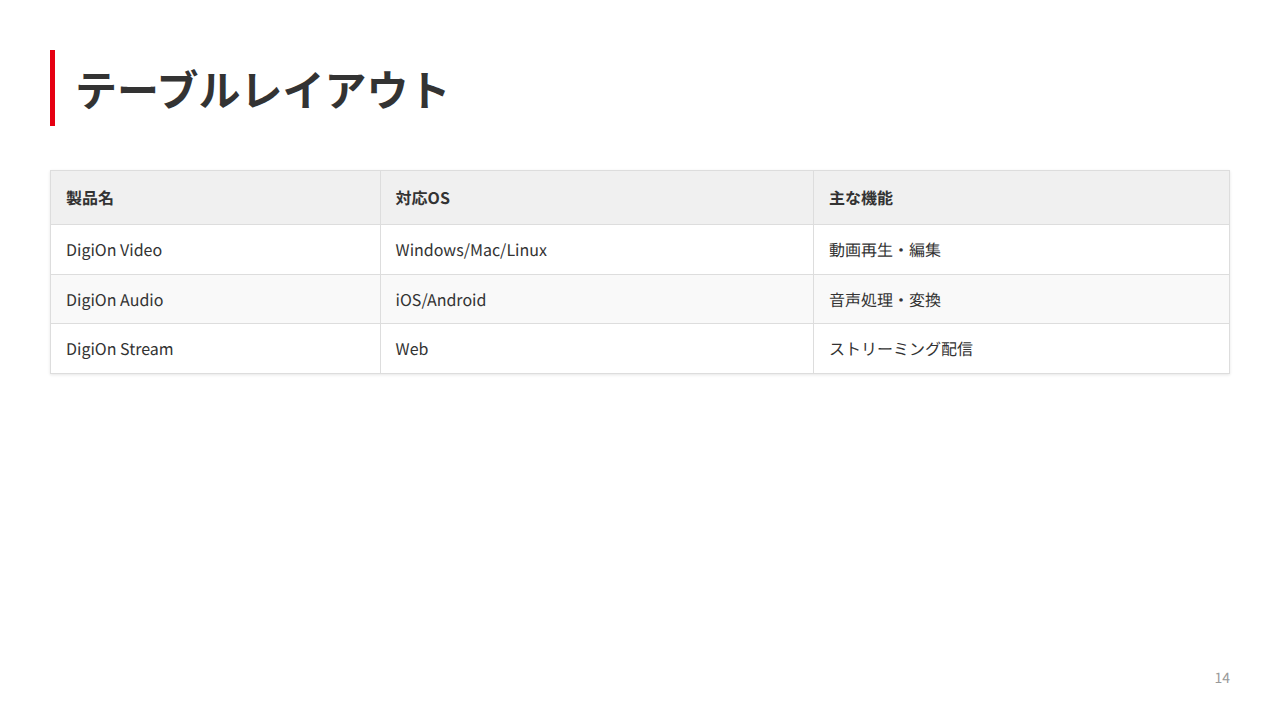 テーブルレイアウト
製品名 対応OS 主な機能
DigiOn Video Windows/Mac/Linux 動画再生・編集
DigiOn Audio iOS/Android 音声処理・変換
DigiOn Stream Web ストリーミング配信
14